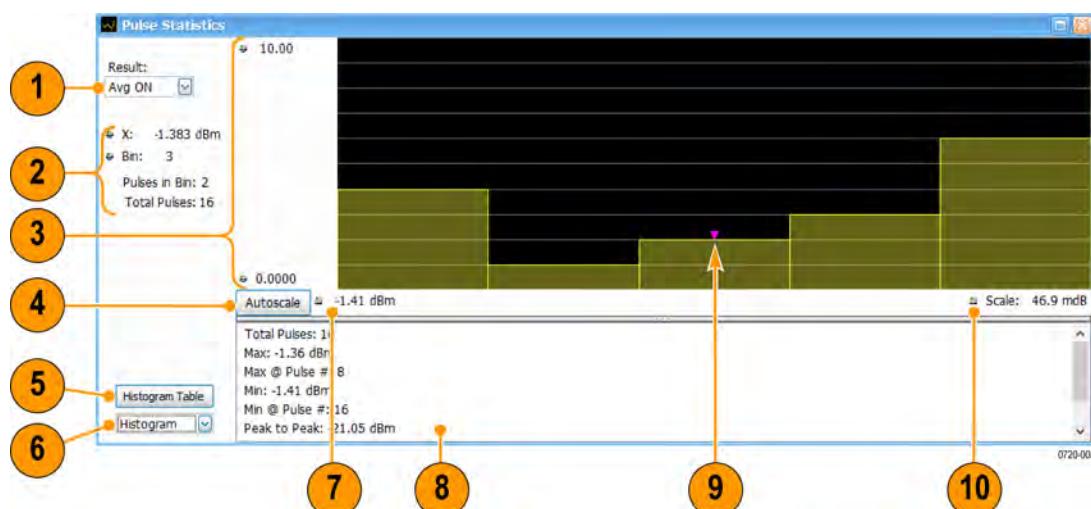 Pulse Statistics
10.00
Result:
Avg ON
1
X: -1.383 dBm
Bin: 3
2
Pulses in Bin: 2
Total Pulses: 16
3
0.0000
4
Autoscale
-1.41 dBm
Scale: 46.9 mdB
Total Pulses: 16
Max: -1.36 dBm
Max @ Pulse #: 8
5
Histogram Table
Min: -1.41 dBm
Min @ Pulse #: 16
6
Histogram
Peak to Peak: -21.05 dBm
0720-00
7
8
9
10